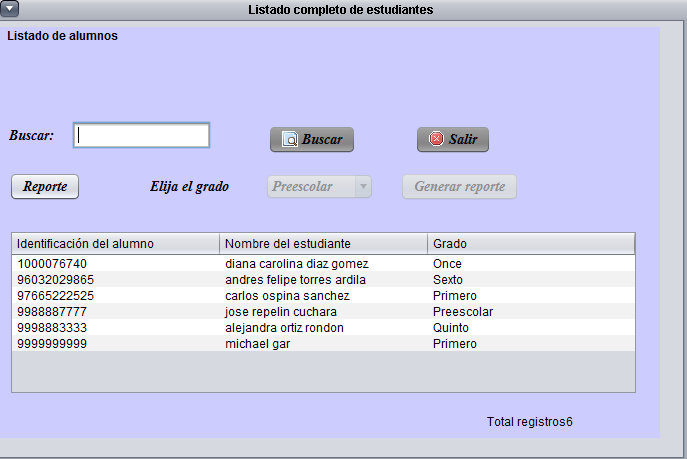 Listado completo de estudiantes
Listado de alumnos
Buscar: Buscar Salir
Reporte Elija el grado Preescolar Generar reporte
Identificación del alumno Nombre del estudiante Grado
1000076740 diana carolina diaz gomez Once
96032029865 andres felipe torres ardila Sexto
97665222525 carlos ospina sanchez Primero
9988887777 jose repelin cuchara Preescolar
9998883333 alejandra ortiz rondon Quinto
9999999999 michael gar Primero
Total registros6